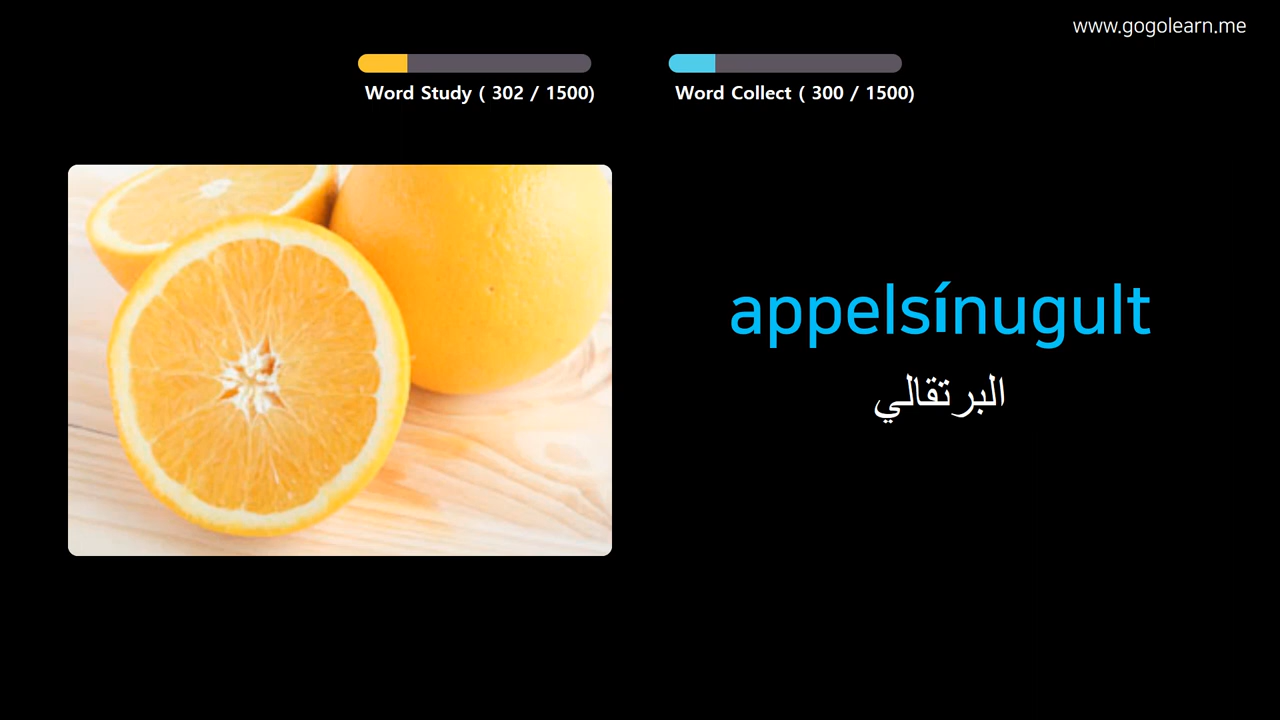 www.gogolearn.me
Word Study ( 302 / 1500)
Word Collect ( 300 / 1500)
appelsínugult
البرتقالي